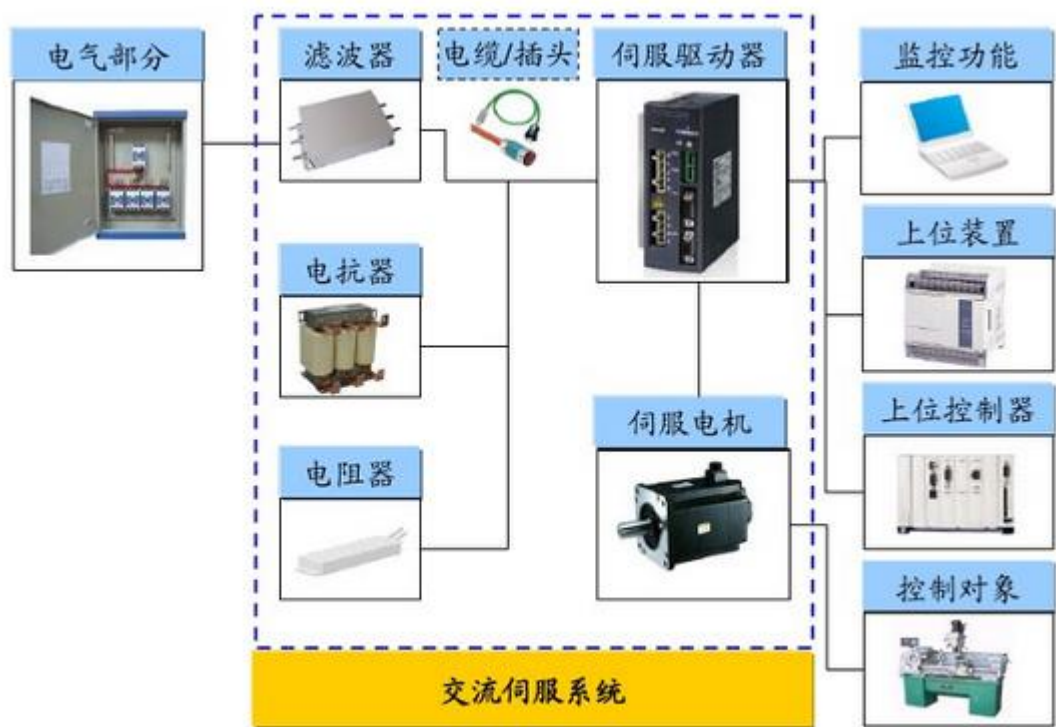 电气部分
滤波器
电缆/插头
伺服驱动器
监控功能
电抗器
上位装置
伺服电机
上位控制器
电阻器
控制对象
交流伺服系统